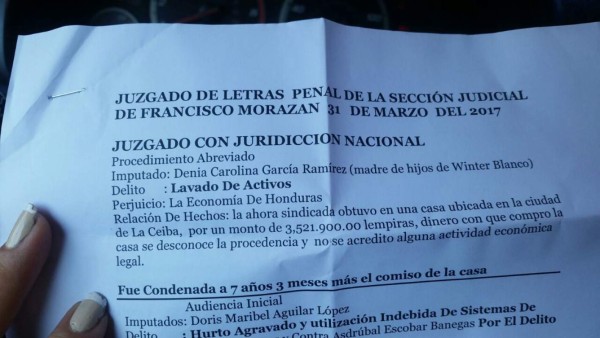 JUZGADO DE LETRAS PENAL DE LA SECCIÓN JUDICIAL
DE FRANCISCO MORAZAN 31 DE MARZO DEL 2017
JUZGADO CON JURIDICCION NACIONAL
Procedimiento Abreviado
Imputado: Denia Carolina García Ramírez (madre de hijos de Winter Blanco)
Delito : Lavado De Activos
Perjuicio: La Economía De Honduras
Relación De Hechos: la ahora sindicada obtuvo en una casa ubicada en la ciudad
De La Ceiba, por un monto de 3,521.900.00 lempiras, dinero con que compro la
casa se desconoce la procedencia y no se acredito alguna actividad económica
legal.
Fue Condenada a 7 años 3 meses más el comiso de la casa
Audiencia Inicial
Imputados: Doris Maribel Aguilar López
Delito : Hurto Agravado y utilización Indebida De Sistemas De
y Contra Asdrúbal Escobar Banegas Por El Delito